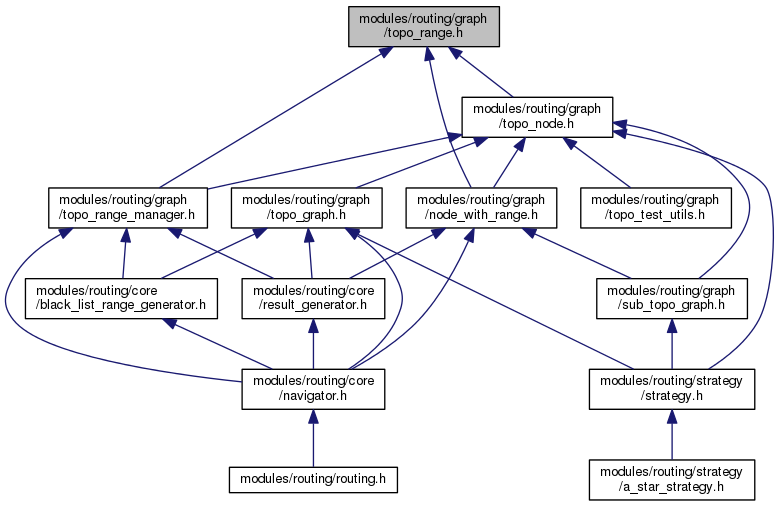 modules/routing/graph
/topo_range.h
modules/routing/graph
/topo_node.h
modules/routing/graph
/topo_range_manager.h
modules/routing/graph
/topo_graph.h
modules/routing/graph
/node_with_range.h
modules/routing/graph
/topo_test_utils.h
modules/routing/core
/black_list_range_generator.h
modules/routing/core
/result_generator.h
modules/routing/graph
/sub_topo_graph.h
modules/routing/core
/navigator.h
modules/routing/strategy
/strategy.h
modules/routing/routing.h
modules/routing/strategy
/a_star_strategy.h